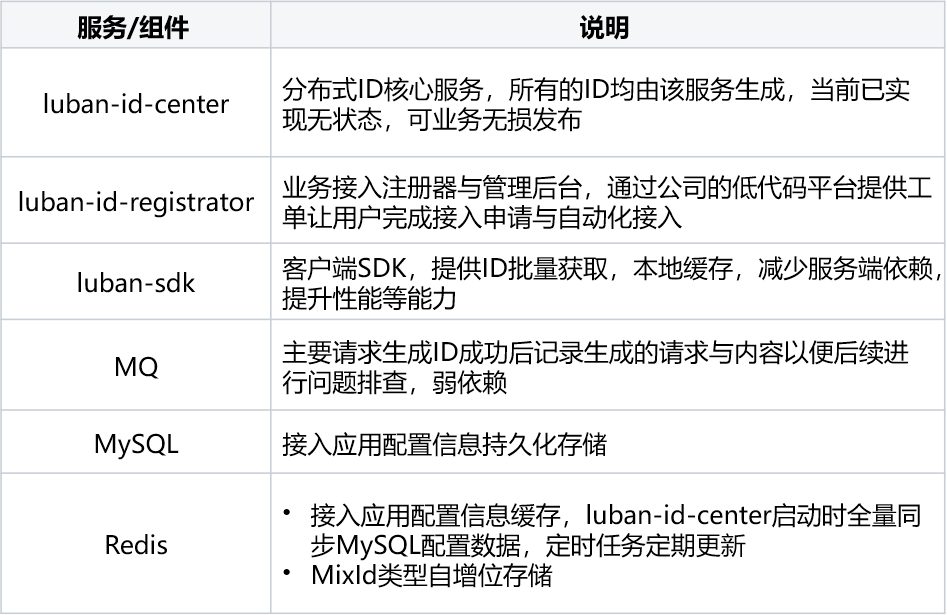 服务/组件
说明
luban-id-center
分布式ID核心服务，所有的ID均由该服务生成，当前已实
现无状态，可业务无损发布
luban-id-registrator
业务接入注册器与管理后台，通过公司的低代码平台提供工
单让用户完成接入申请与自动化接入
luban-sdk
客户端SDK，提供ID批量获取，本地缓存，减少服务端依赖，
提升性能等能力
MQ
主要请求生成ID成功后记录生成的请求与内容以便后续进
行问题排查，弱依赖
MySQL
接入应用配置信息持久化存储
Redis
• 接入应用配置信息缓存，luban-id-center启动时全量同
步MySQL配置数据，定时任务定期更新
• MixId类型自增位存储